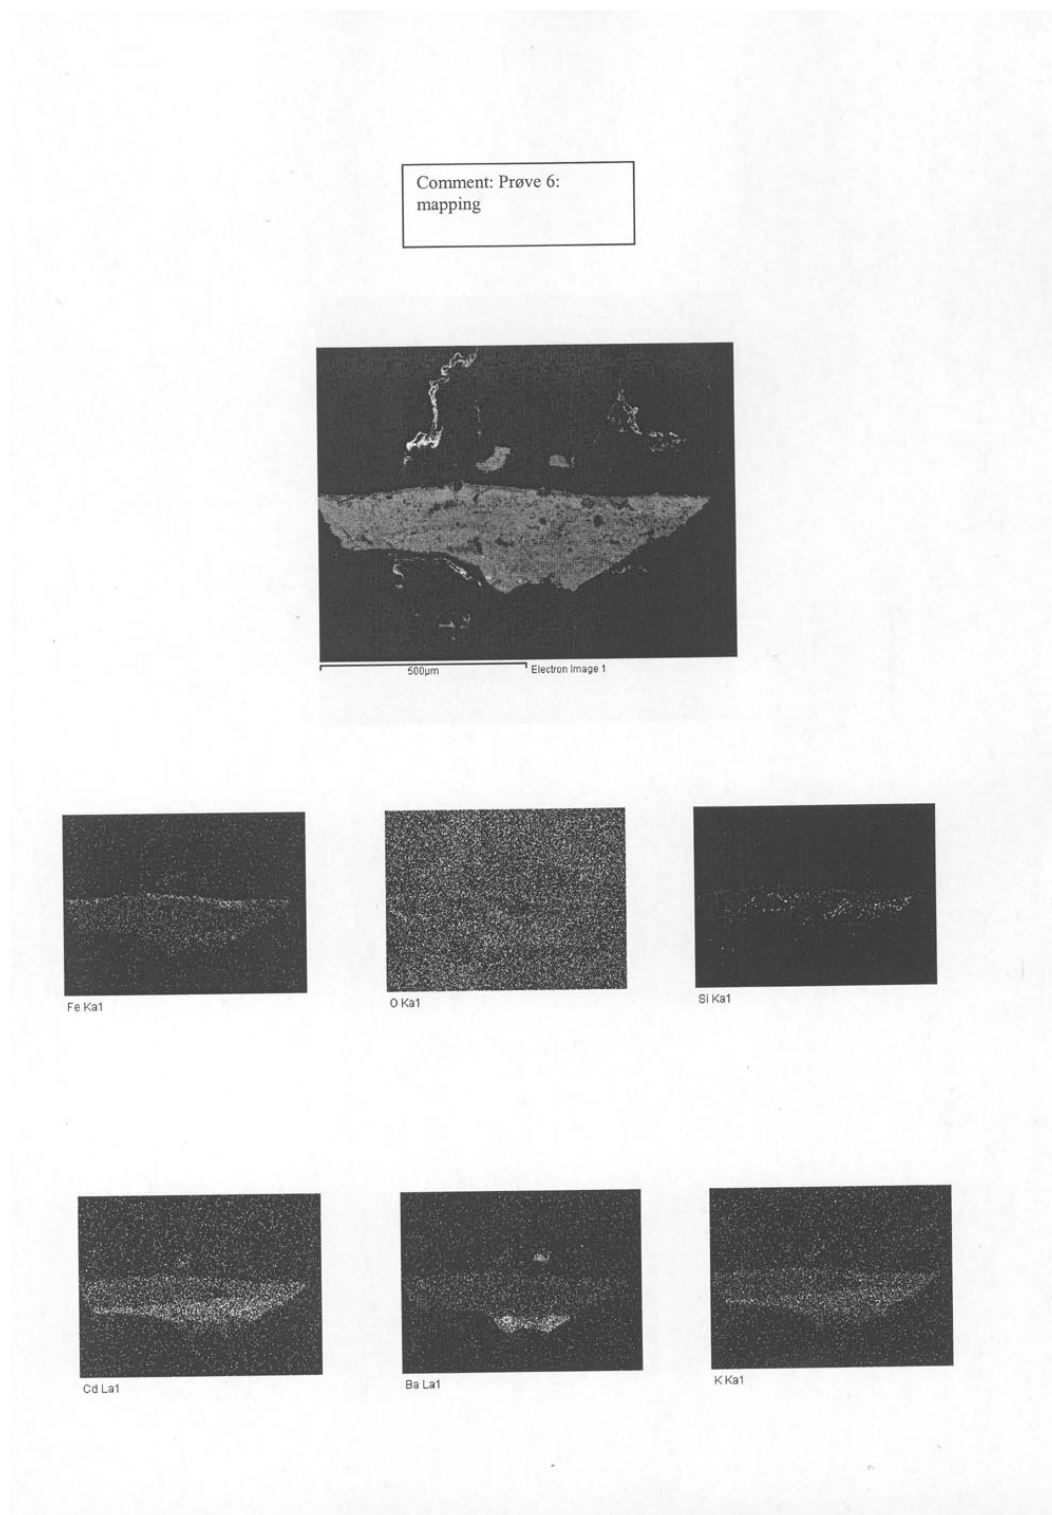 Comment: Prøve 6:
mapping
500µm
Electron Image 1
Fe Ka1
O Ka1
Si Ka1
Cd La1
Ba La1
K Ka1